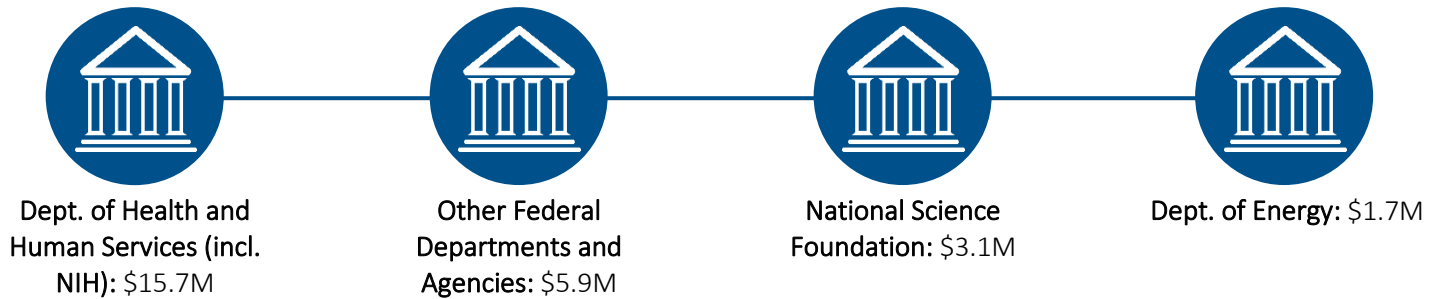 Dept. of Health and
Human Services (incl.
NIH): $15.7M
Other Federal
Departments and
Agencies: $5.9M
National Science
Foundation: $3.1M
Dept. of Energy: $1.7M